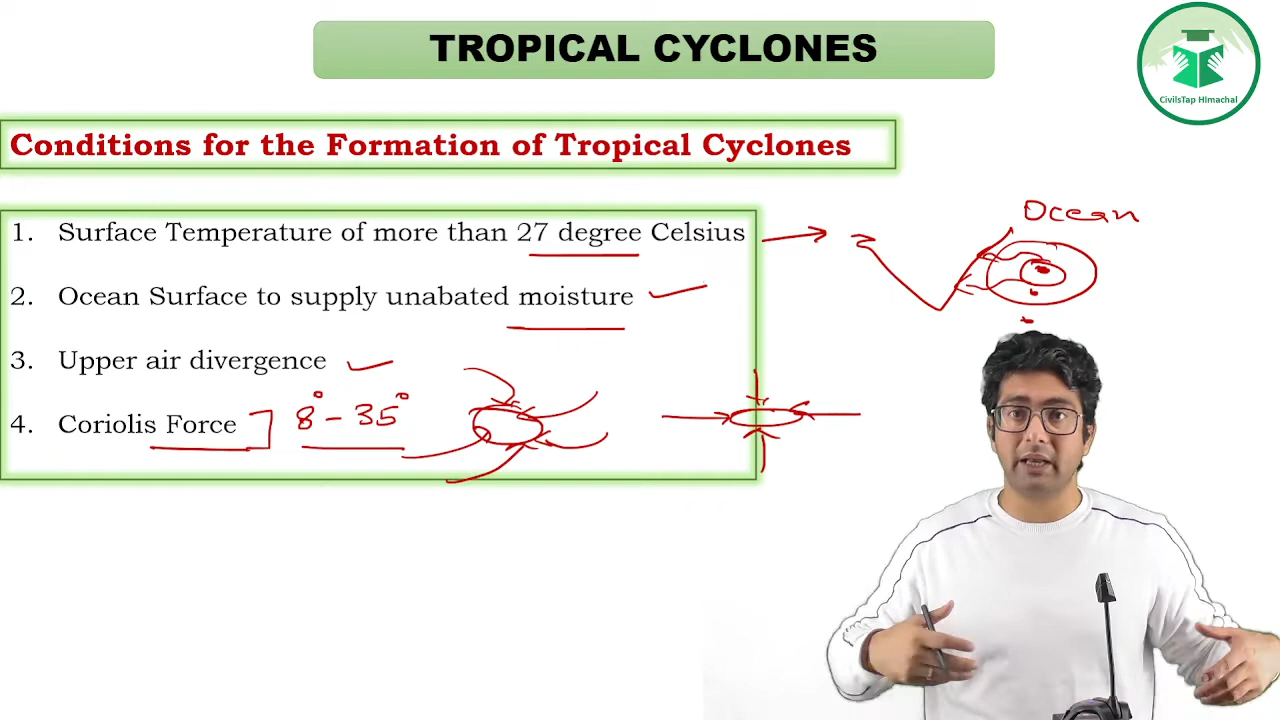 TROPICAL CYCLONES
CivilsTap HImachal
Conditions for the Formation of Tropical Cyclones
Ocean
1. Surface Temperature of more than 27 degree Celsius
2. Ocean Surface to supply unabated moisture
3. Upper air divergence
4. Coriolis Force 8° - 35°